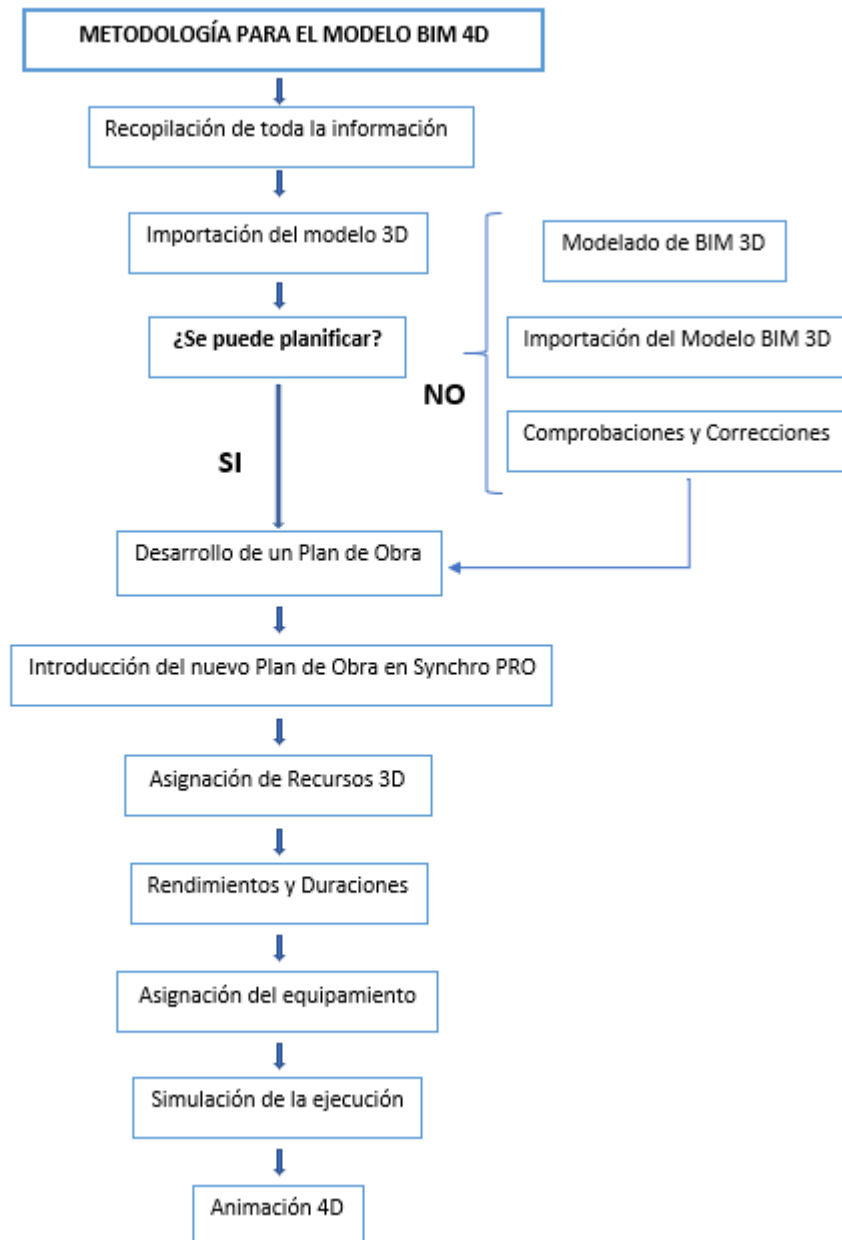 METODOLOGÍA PARA EL MODELO BIM 4D
Recopilación de toda la información
Importación del modelo 3D
¿Se puede planificar?
NO
Modelado de BIM 3D
Importación del Modelo BIM 3D
Comprobaciones y Correcciones
SI
Desarrollo de un Plan de Obra
Introducción del nuevo Plan de Obra en Synchro PRO
Asignación de Recursos 3D
Rendimientos y Duraciones
Asignación del equipamiento
Simulación de la ejecución
Animación 4D